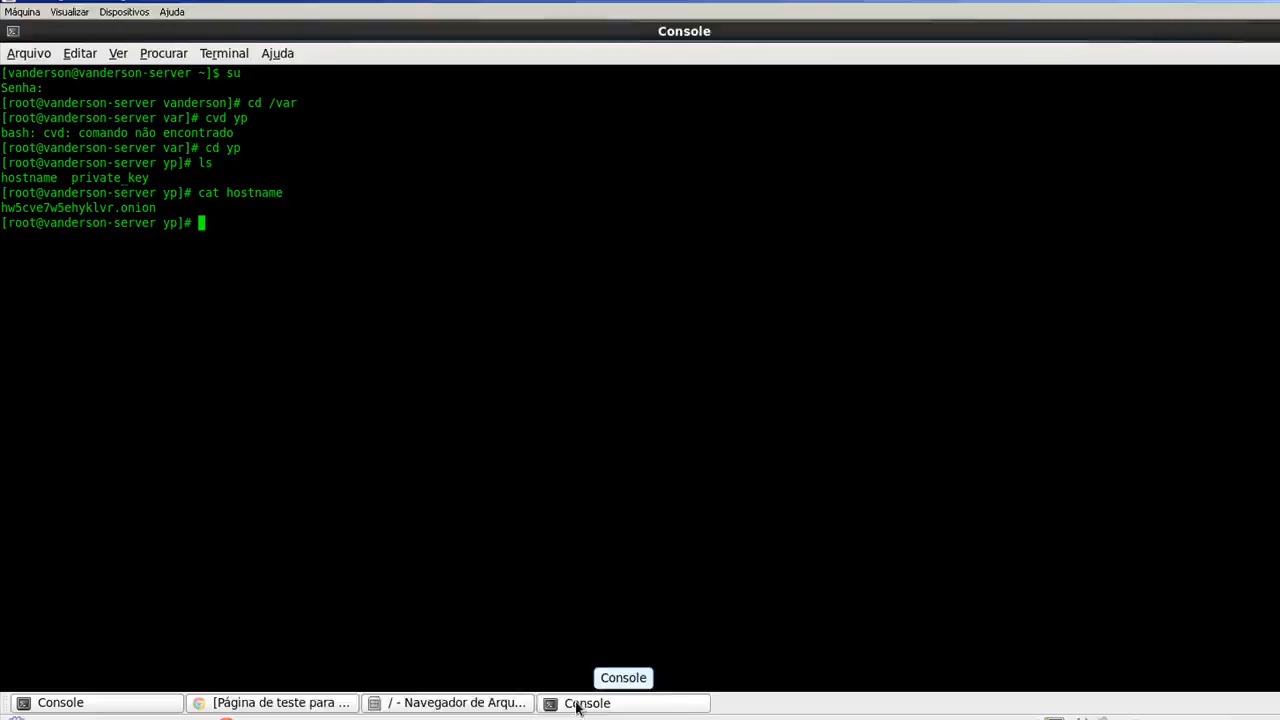 Máquina Visualizar Dispositivos Ajuda
Console
Arquivo Editar Ver Procurar Terminal Ajuda
[vanderson@vanderson-server ~]$ su
Senha:
[root@vanderson-server vanderson]# cd /var
[root@vanderson-server var]# cvd yp
bash: cvd: comando não encontrado
[root@vanderson-server var]# cd yp
[root@vanderson-server yp]# ls
hostname  private_key
[root@vanderson-server yp]# cat hostname
hw5cve7w5ehyklvr.onion
[root@vanderson-server yp]#
Console
Console [Página de teste para ... / - Navegador de Arqu... Console